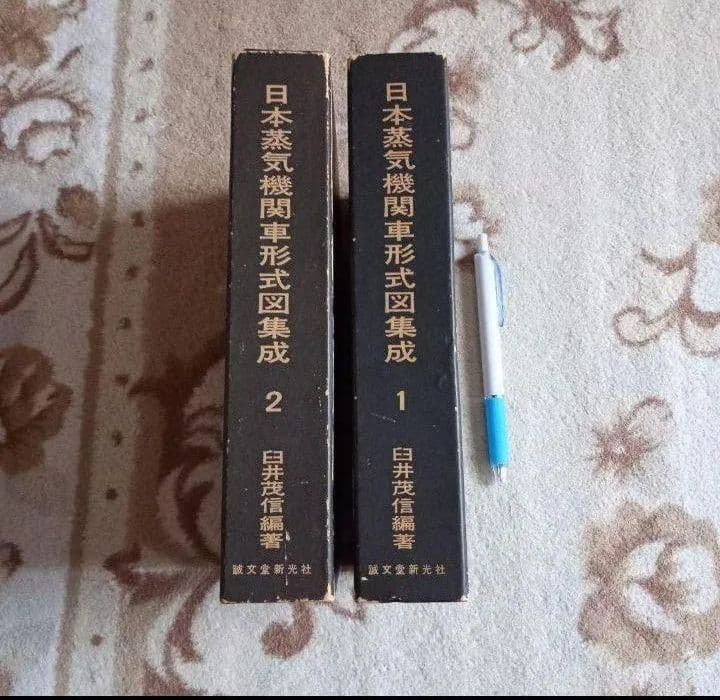 日本蒸気機関車形式図集成
2
臼井茂信編著
誠文堂新光社
日本蒸気機関車形式図集成
1
臼井茂信編著
誠文堂新光社